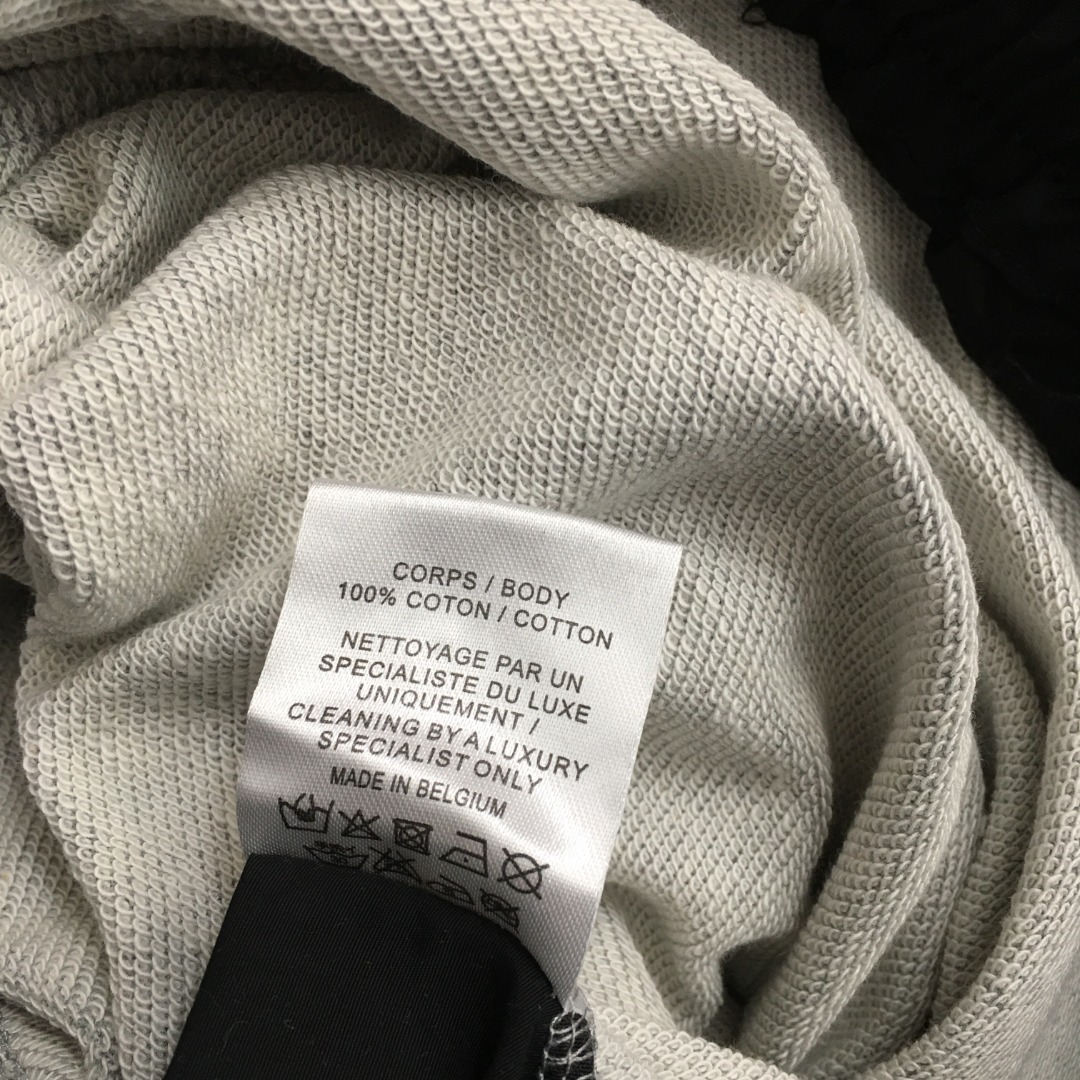 CORPS / BODY
100% COTON / COTTON
NETTOYAGE PAR UN
SPECIALISTE DU LUXE
UNIQUEMENT /
CLEANING BY A LUXURY
SPECIALIST ONLY
MADE IN BELGIUM